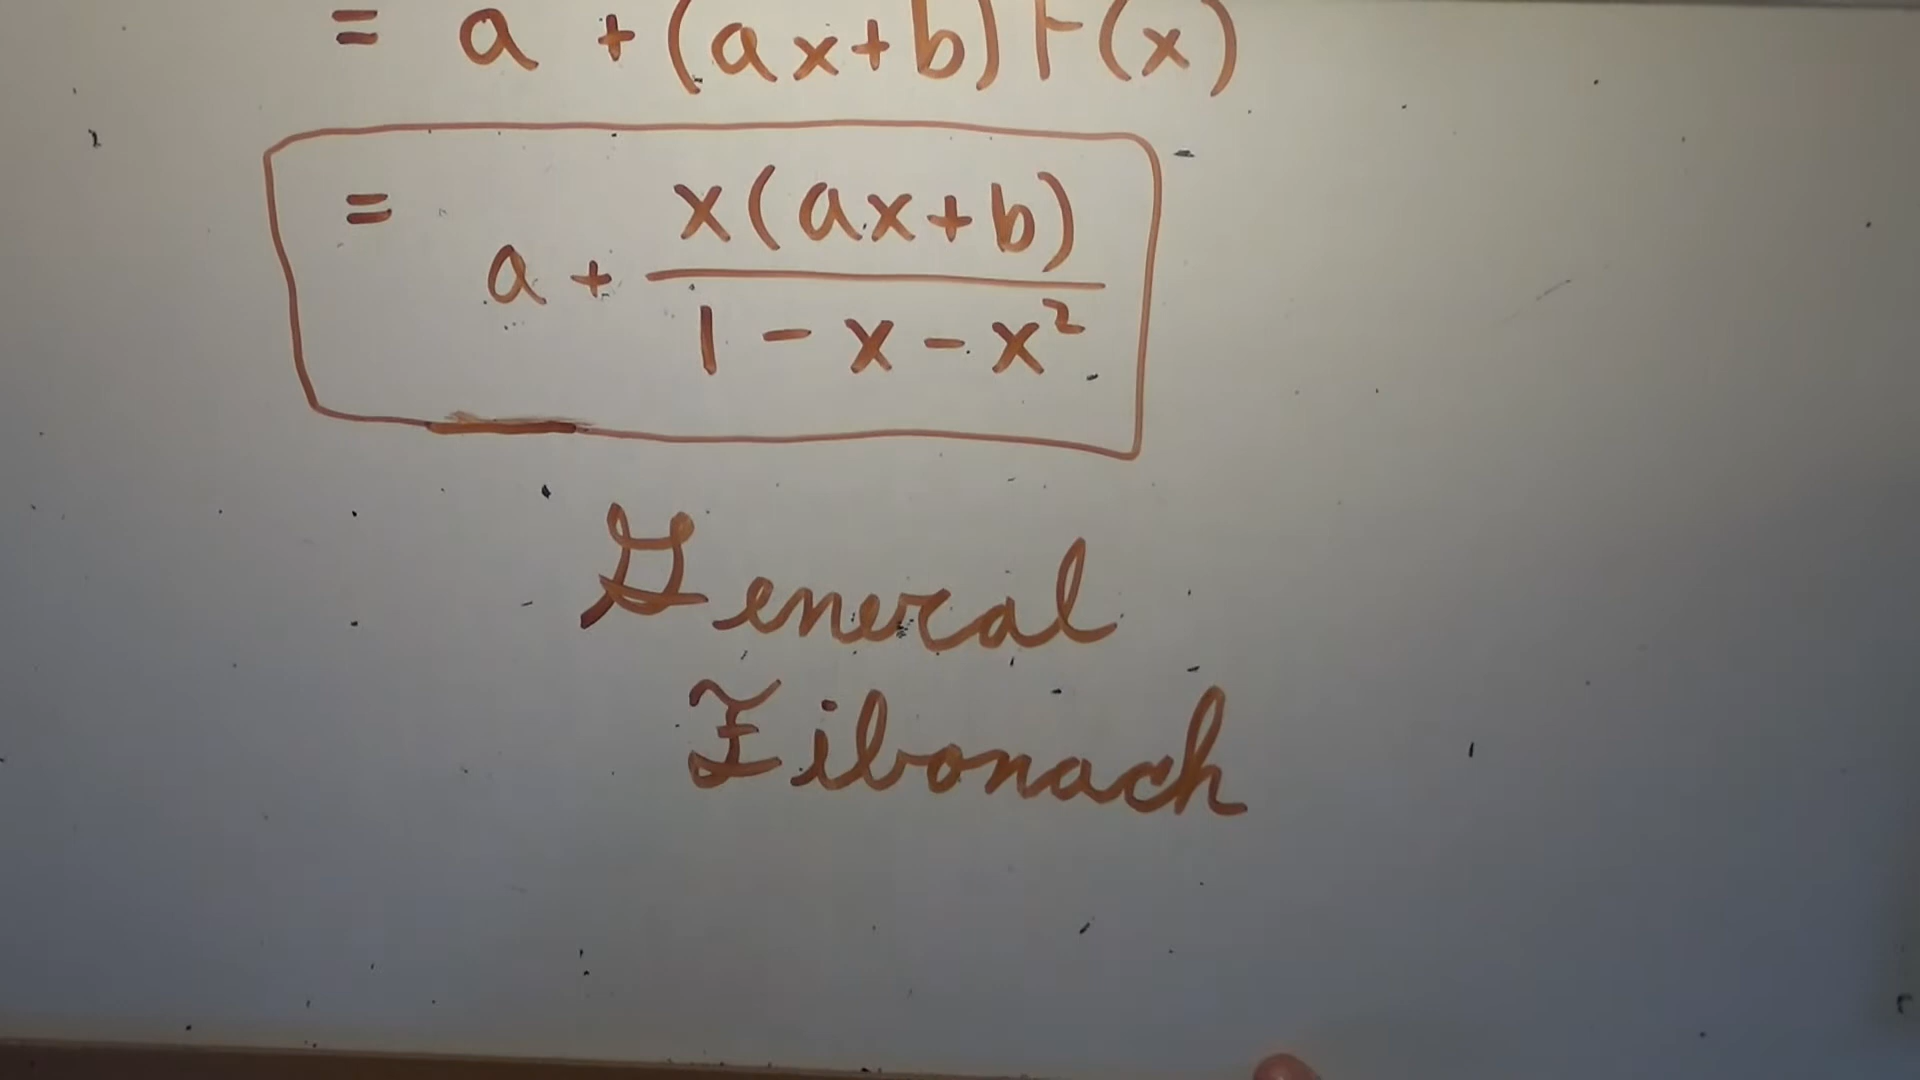 = a + (ax+b) F(x)
= a + x(ax+b) / 1 - x - x²
General
Fibonach